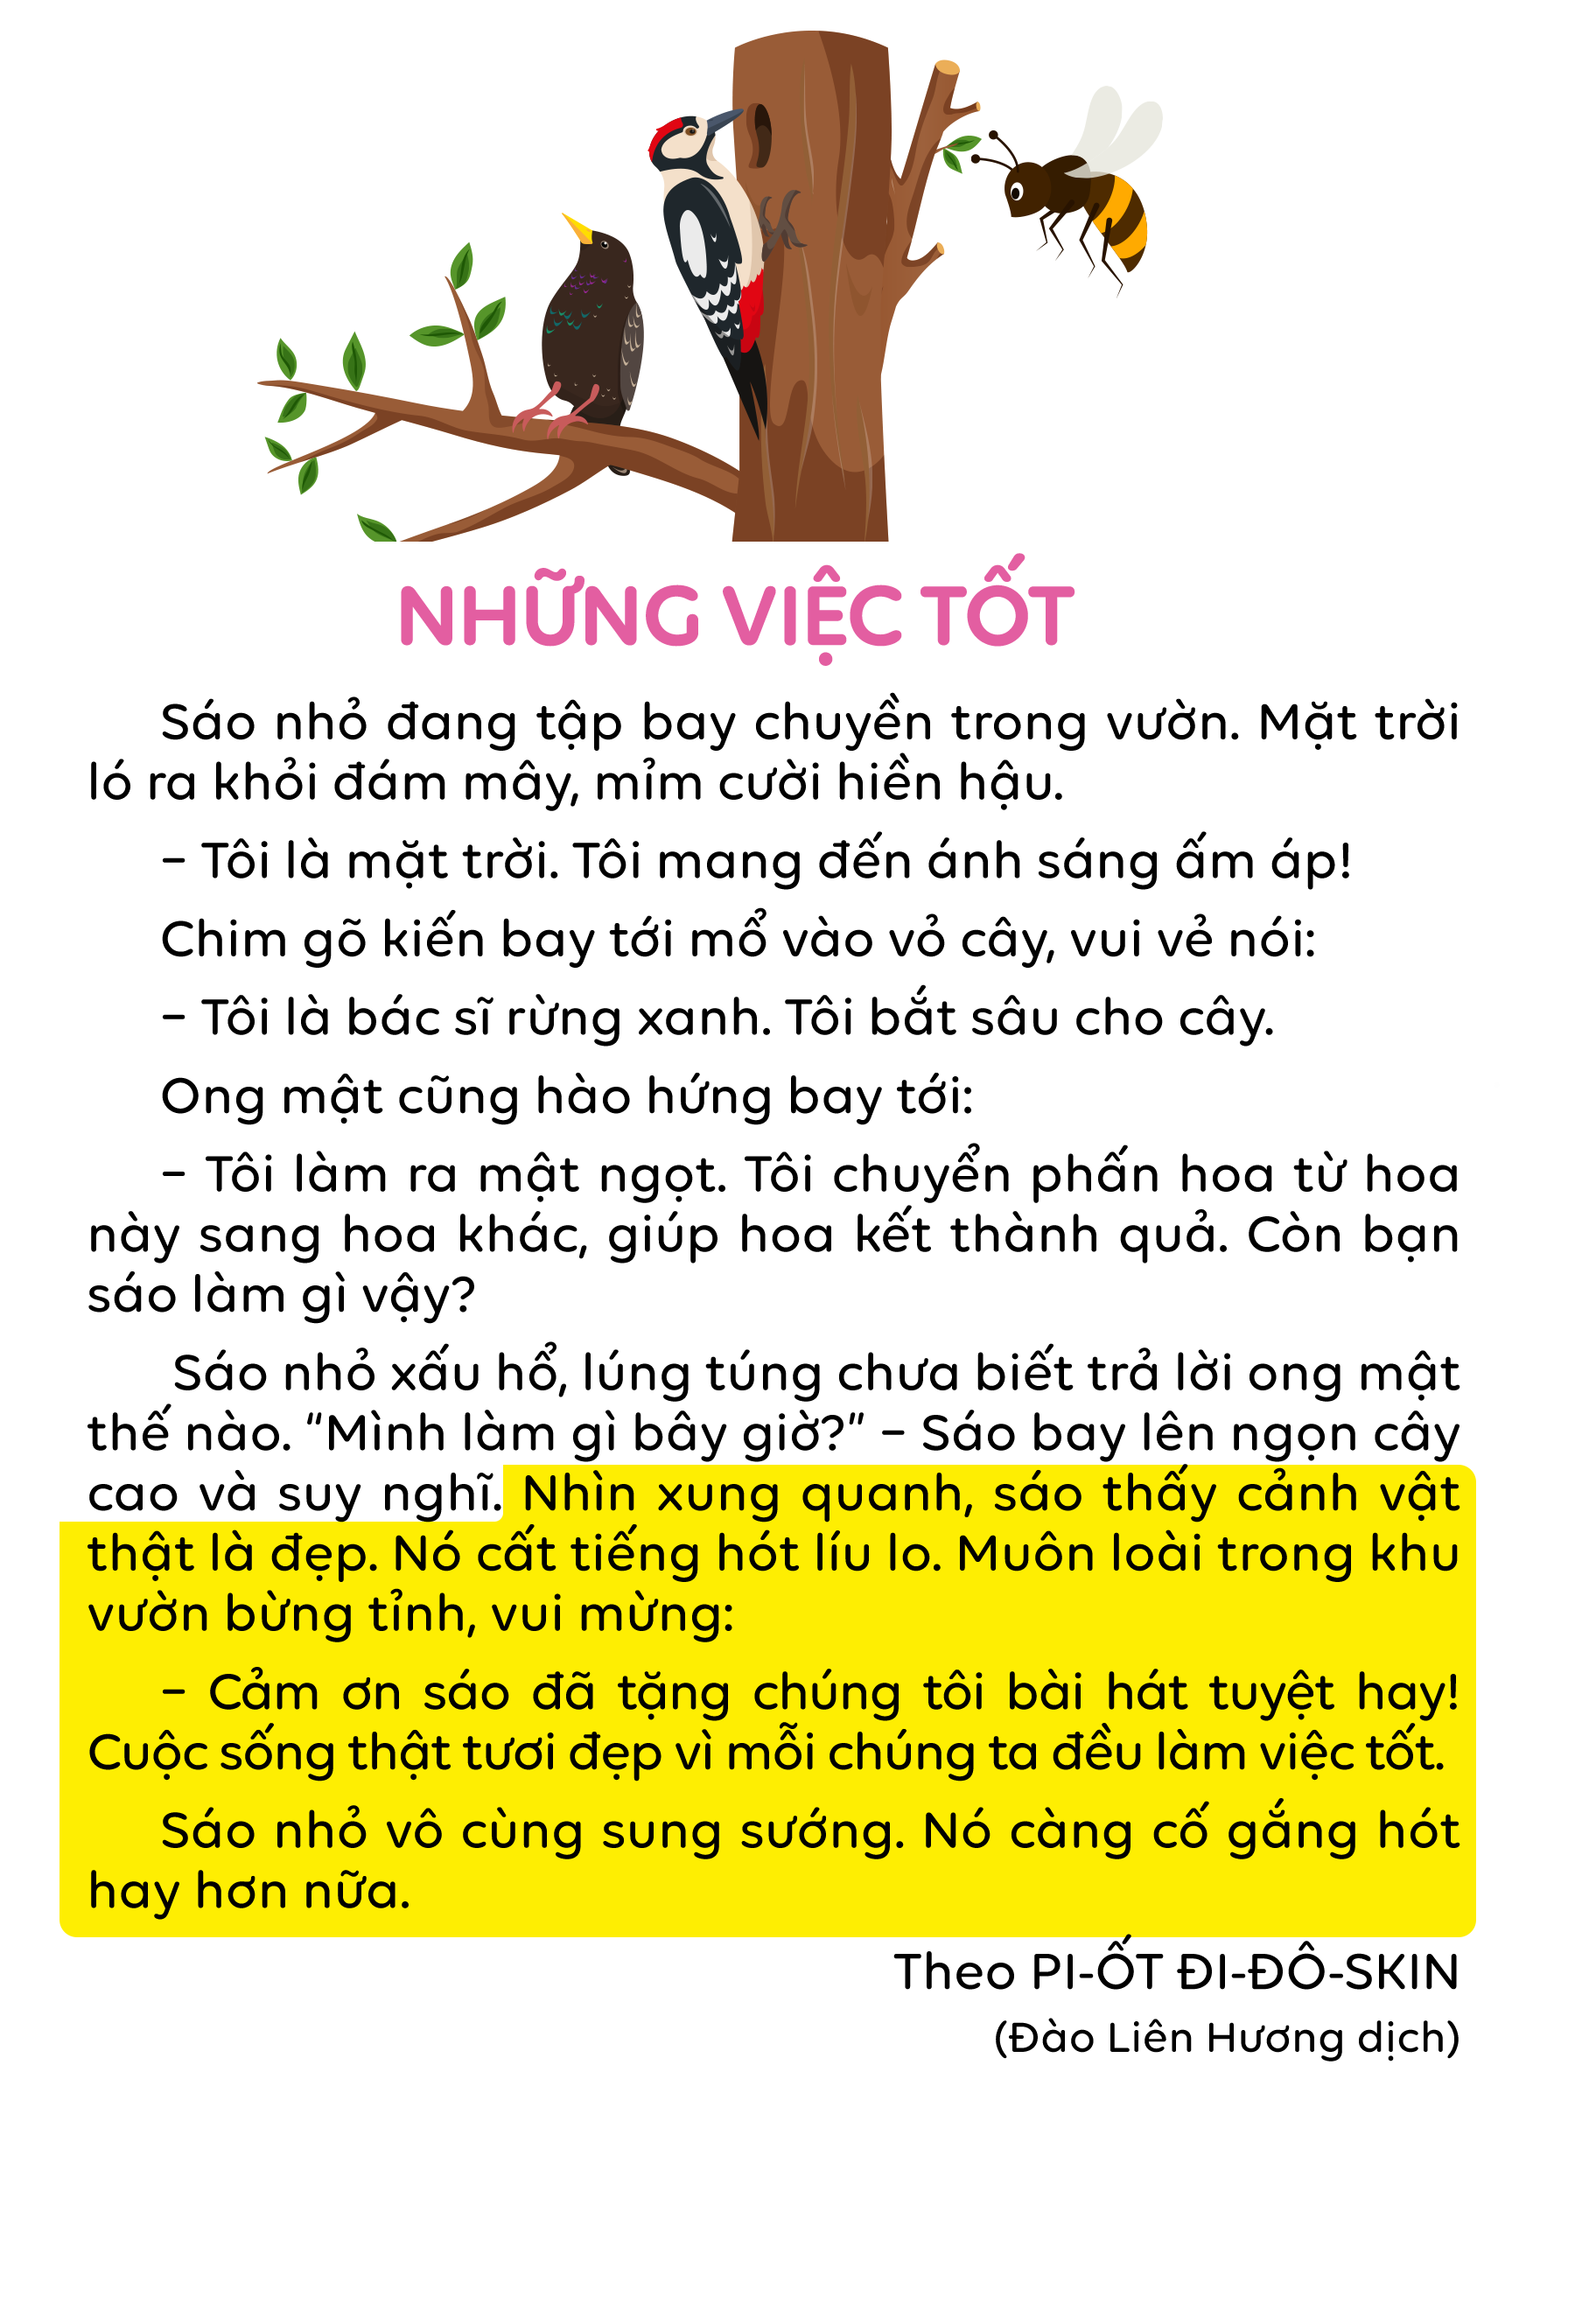 NHỮNG VIỆC TỐT
Sáo nhỏ đang tập bay chuyền trong vườn. Mặt trời
ló ra khỏi đám mây, mỉm cười hiền hậu.
– Tôi là mặt trời. Tôi mang đến ánh sáng ấm áp!
Chim gõ kiến bay tới mổ vào vỏ cây, vui vẻ nói:
– Tôi là bác sĩ rừng xanh. Tôi bắt sâu cho cây.
Ong mật cũng hào hứng bay tới:
– Tôi làm ra mật ngọt. Tôi chuyển phấn hoa từ hoa
này sang hoa khác, giúp hoa kết thành quả. Còn bạn
sáo làm gì vậy?
Sáo nhỏ xấu hổ, lúng túng chưa biết trả lời ong mật
thế nào. “Mình làm gì bây giờ?” – Sáo bay lên ngọn cây
cao và suy nghĩ. Nhìn xung quanh, sáo thấy cảnh vật
thật là đẹp. Nó cất tiếng hót líu lo. Muôn loài trong khu
vườn bừng tỉnh, vui mừng:
– Cảm ơn sáo đã tặng chúng tôi bài hát tuyệt hay!
Cuộc sống thật tươi đẹp vì mỗi chúng ta đều làm việc tốt.
Sáo nhỏ vô cùng sung sướng. Nó càng cố gắng hót
hay hơn nữa.
Theo PI-ỐT ĐI-ĐÔ-SKIN
(Đào Liên Hương dịch)